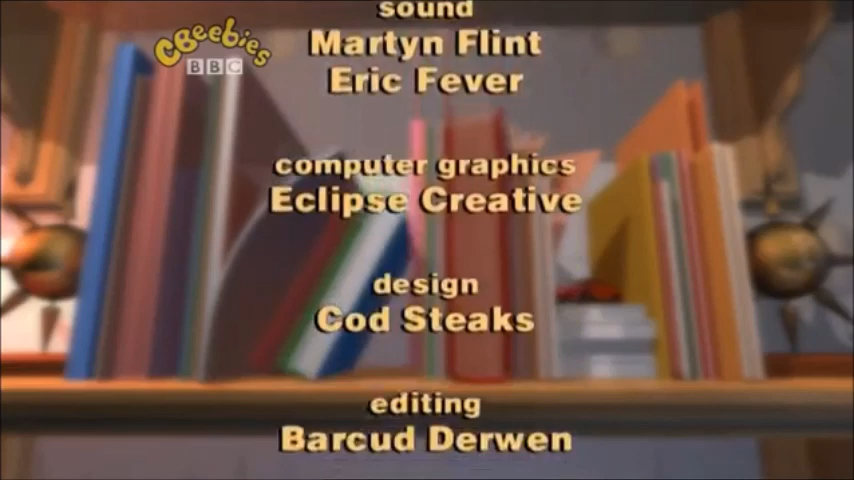 sound
CBeebies
Martyn Flint
BBC
Eric Fever
computer graphics
Eclipse Creative
design
Cod Steaks
editing
Barcud Derwen